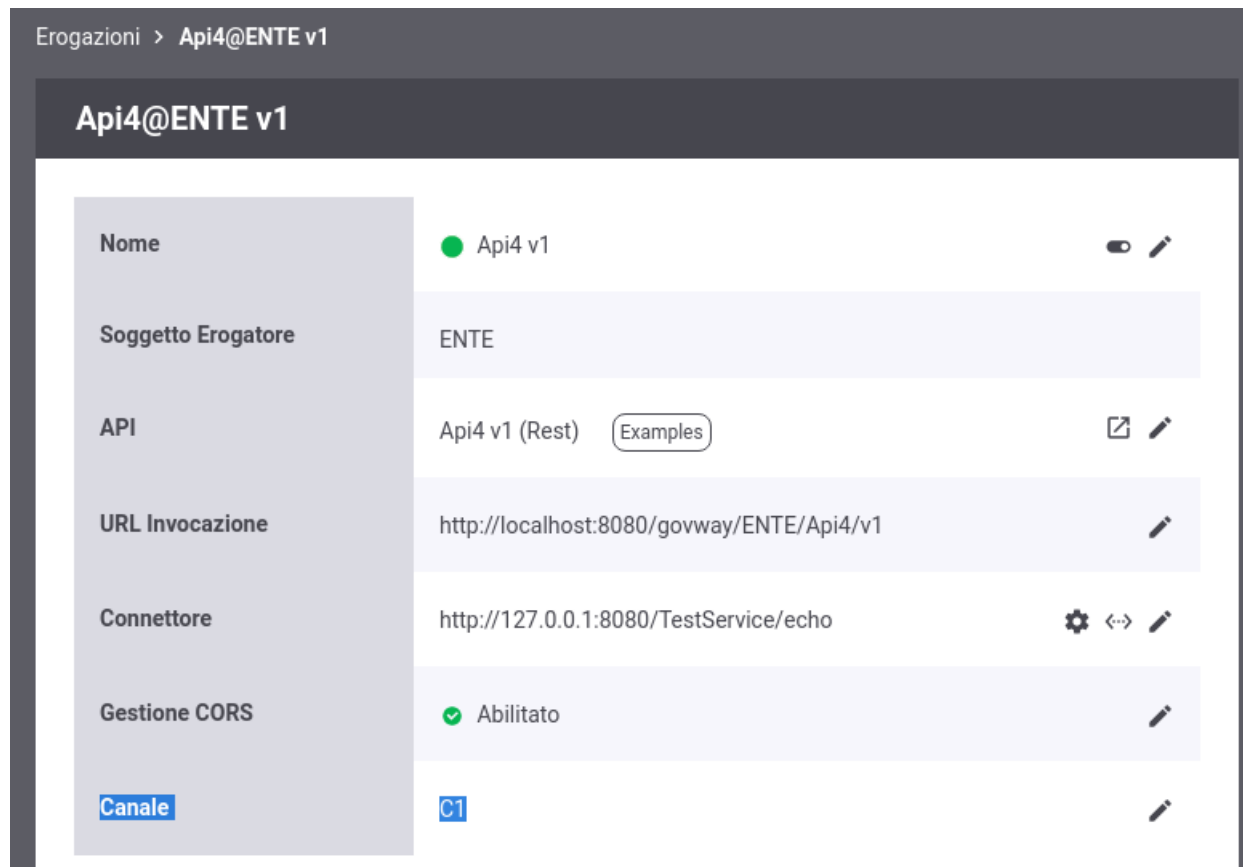 Erogazioni > Api4@ENTE v1
Api4@ENTE v1
Nome Api4 v1
Soggetto Erogatore ENTE
API Api4 v1 (Rest) Examples
URL Invocazione http://localhost:8080/govway/ENTE/Api4/v1
Connettore http://127.0.0.1:8080/TestService/echo
Gestione CORS Abilitato
Canale C1